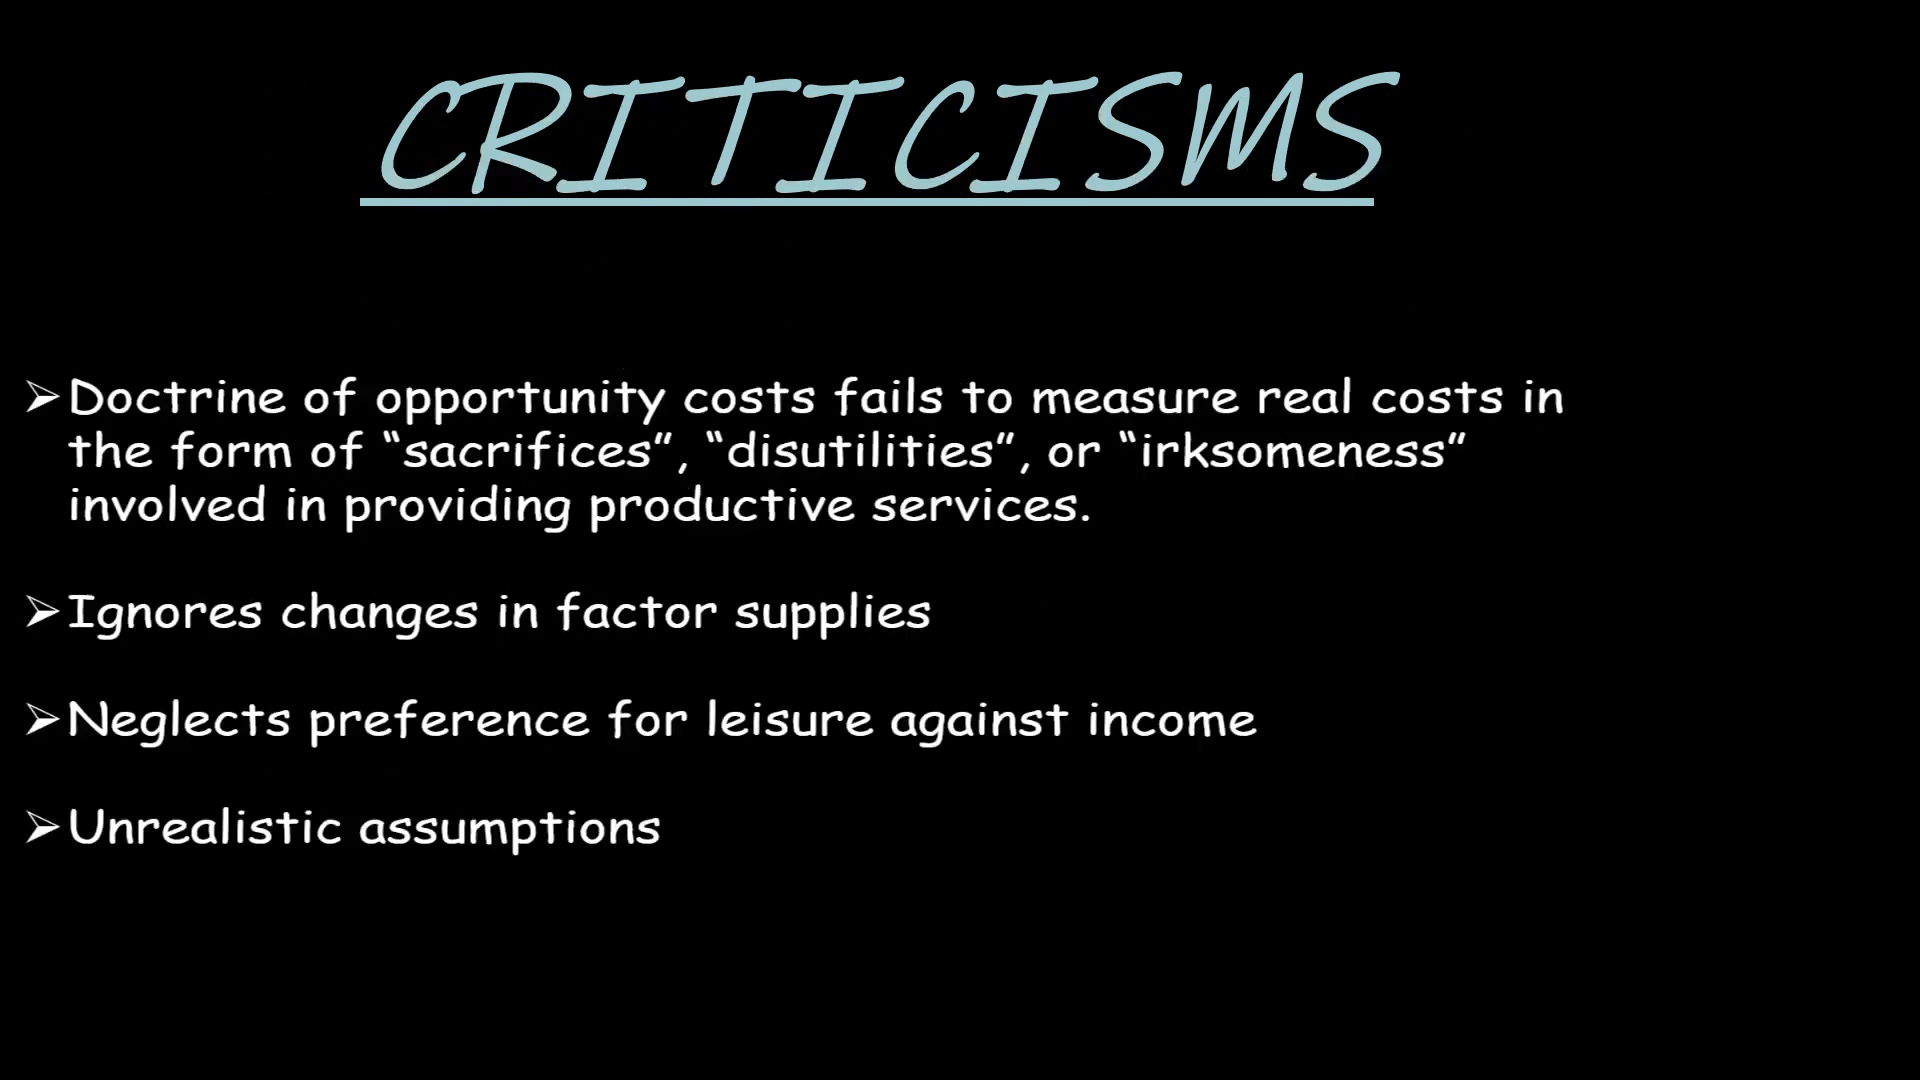 CRITICISMS
➢Doctrine of opportunity costs fails to measure real costs in
the form of “sacrifices”, “disutilities”, or “irksomeness”
involved in providing productive services.
➢Ignores changes in factor supplies
➢Neglects preference for leisure against income
➢Unrealistic assumptions